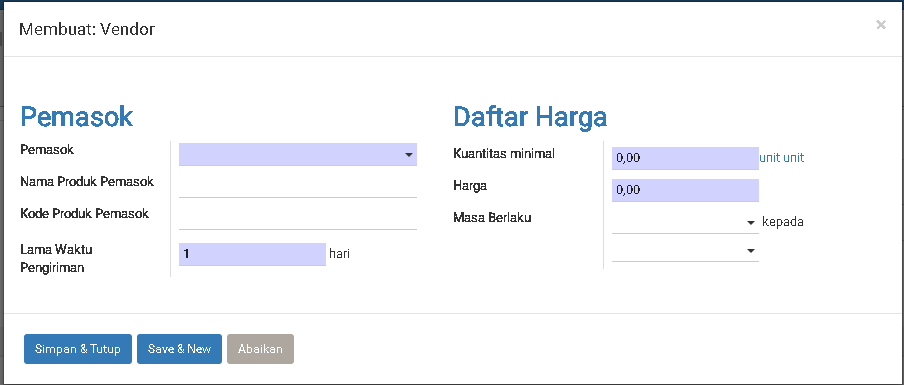 Membuat: Vendor
×
Pemasok
Pemasok
Nama Produk Pemasok
Kode Produk Pemasok
Lama Waktu
Pengiriman
1 hari
Daftar Harga
Kuantitas minimal
0,00 unit unit
Harga
0,00
Masa Berlaku
kepada
Simpan & Tutup
Save & New
Abaikan